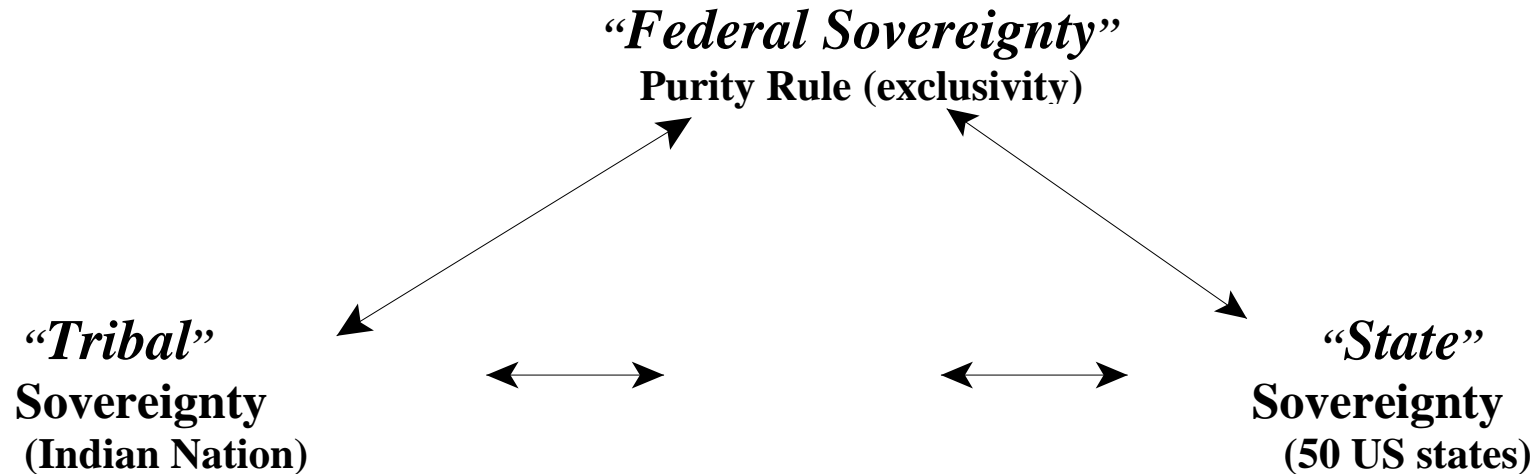 “Federal Sovereignty”
Purity Rule (exclusivity)
“Tribal”
Sovereignty
(Indian Nation)
“State”
Sovereignty
(50 US states)